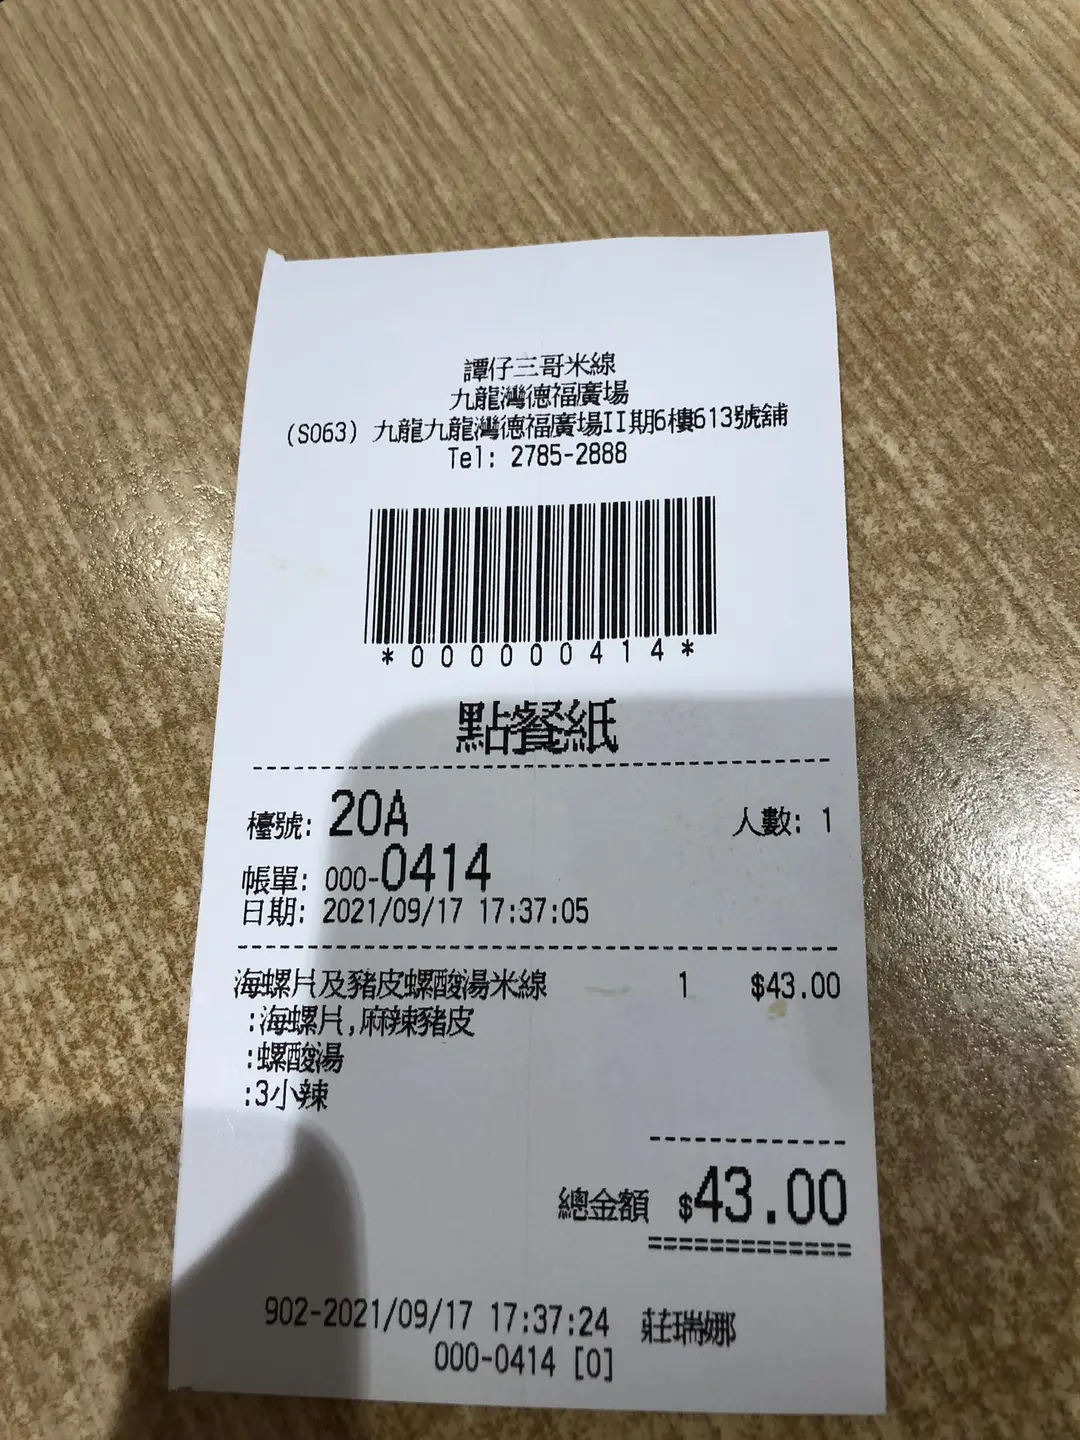 譚仔三哥米線
九龍灣德福廣場
(S063) 九龍九龍灣德福廣場II期6樓613號舖
Tel: 2785-2888
*000000414*
點餐紙
檯號: 20A 人數: 1
帳單: 000-0414
日期: 2021/09/17 17:37:05
海螺片及豬皮螺酸湯米線 1 $43.00
:海螺片,麻辣豬皮
:螺酸湯
:3小辣
總金額 $43.00
902-2021/09/17 17:37:24 莊瑞娜
000-0414 [0]